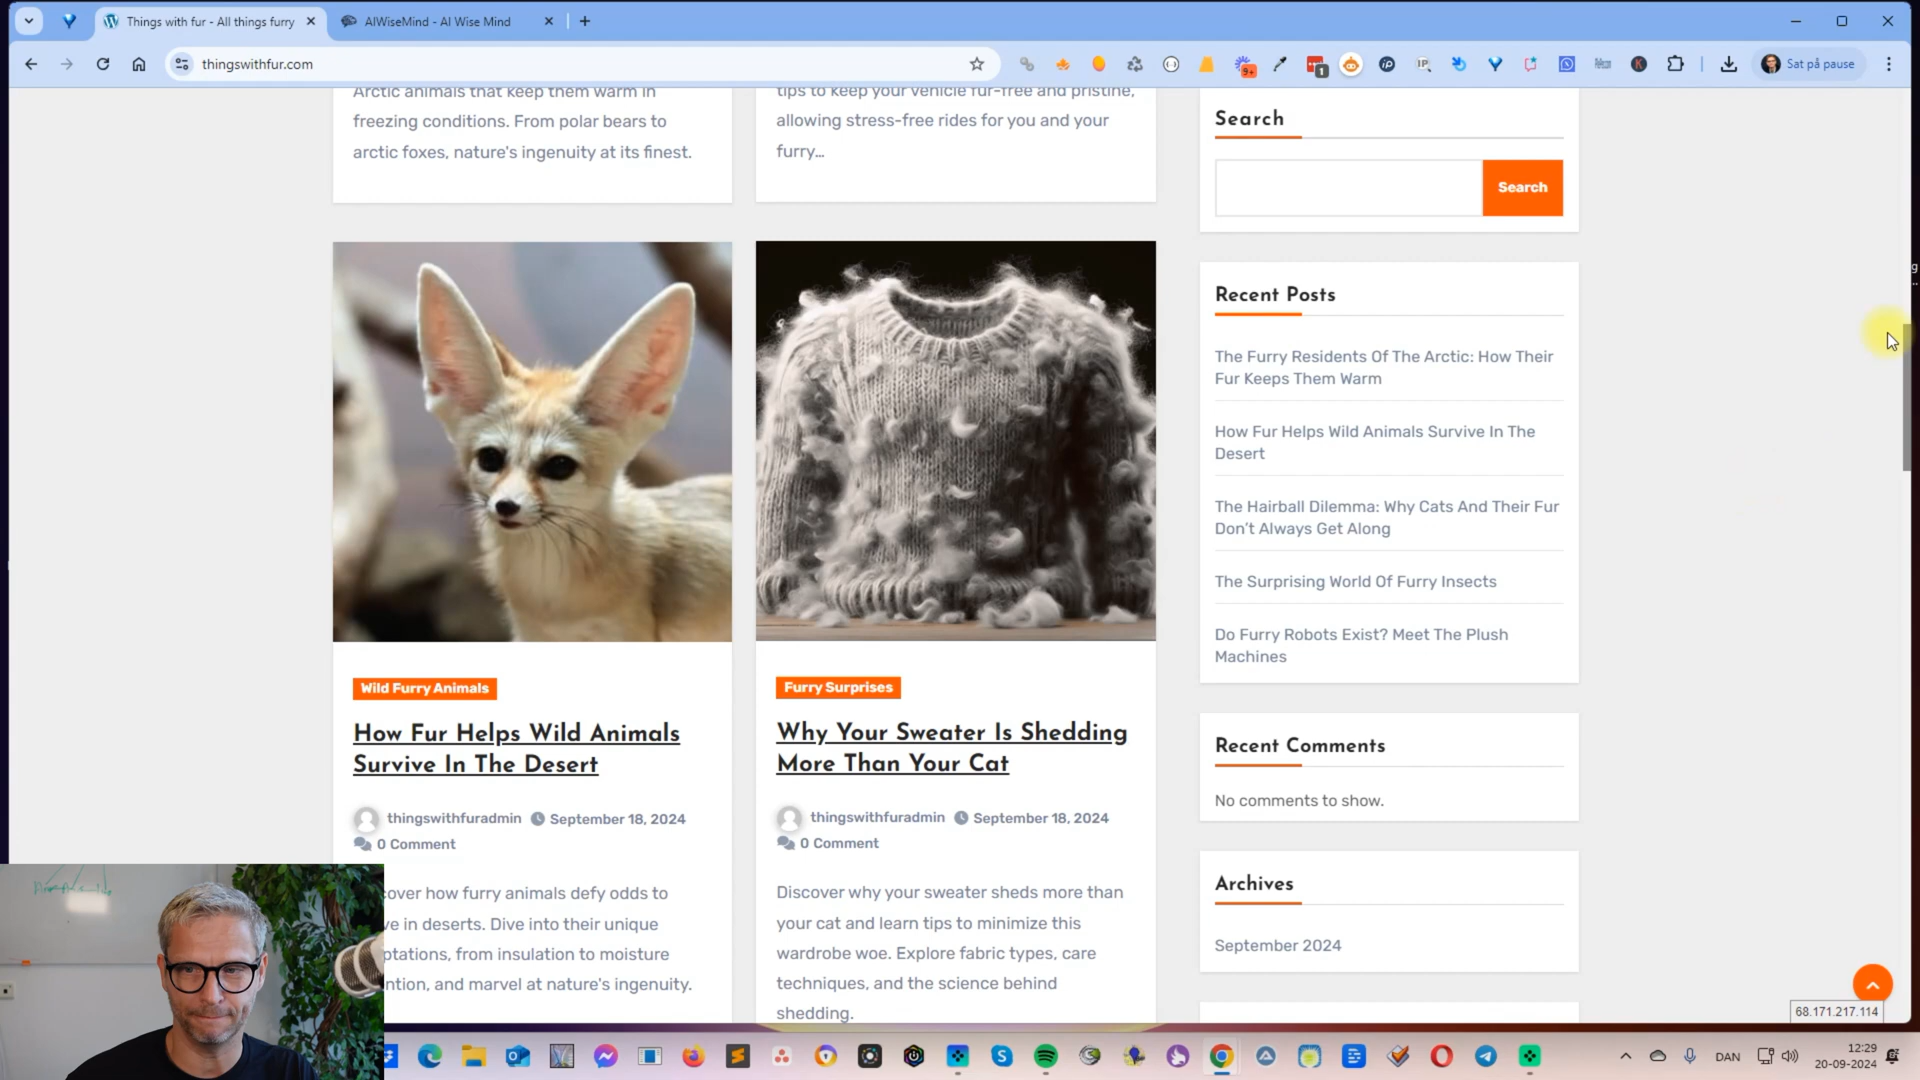 Things with fur - All things furry
AIWiseMind - AI Wise Mind
thingswithfur.com
9+
1
Sat på pause
Arctic animals that keep them warm in
freezing conditions. From polar bears to
arctic foxes, nature's ingenuity at its finest.
tips to keep your vehicle fur-free and pristine,
allowing stress-free rides for you and your
furry...
Wild Furry Animals
How Fur Helps Wild Animals
Survive In The Desert
thingswithfuradmin September 18, 2024
0 Comment
cover how furry animals defy odds to
ve in deserts. Dive into their unique
ptations, from insulation to moisture
ntion, and marvel at nature's ingenuity.
Furry Surprises
Why Your Sweater Is Shedding
More Than Your Cat
thingswithfuradmin September 18, 2024
0 Comment
Discover why your sweater sheds more than
your cat and learn tips to minimize this
wardrobe woe. Explore fabric types, care
techniques, and the science behind
shedding.
Search
Search
Recent Posts
The Furry Residents Of The Arctic: How Their
Fur Keeps Them Warm
How Fur Helps Wild Animals Survive In The
Desert
The Hairball Dilemma: Why Cats And Their Fur
Don't Always Get Along
The Surprising World Of Furry Insects
Do Furry Robots Exist? Meet The Plush
Machines
Recent Comments
No comments to show.
Archives
September 2024
68.171.217.114
DAN
12:29
20-09-2024